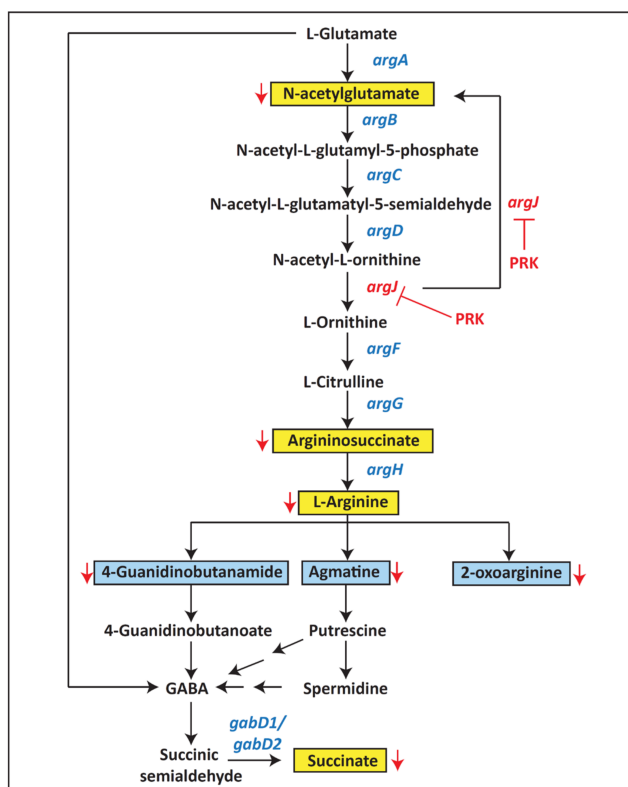 L-Glutamate
argA
N-acetylglutamate
argB
N-acetyl-L-glutamyl-5-phosphate
argC
N-acetyl-L-glutamatyl-5-semialdehyde
argJ
argD
N-acetyl-L-ornithine
PRK
argJ
PRK
L-Ornithine
argF
L-Citrulline
argG
Argininosuccinate
argH
L-Arginine
4-Guanidinobutanamide
Agmatine
2-oxoarginine
4-Guanidinobutanoate
Putrescine
GABA
Spermidine
gabD1/
gabD2
Succinic
semialdehyde
Succinate